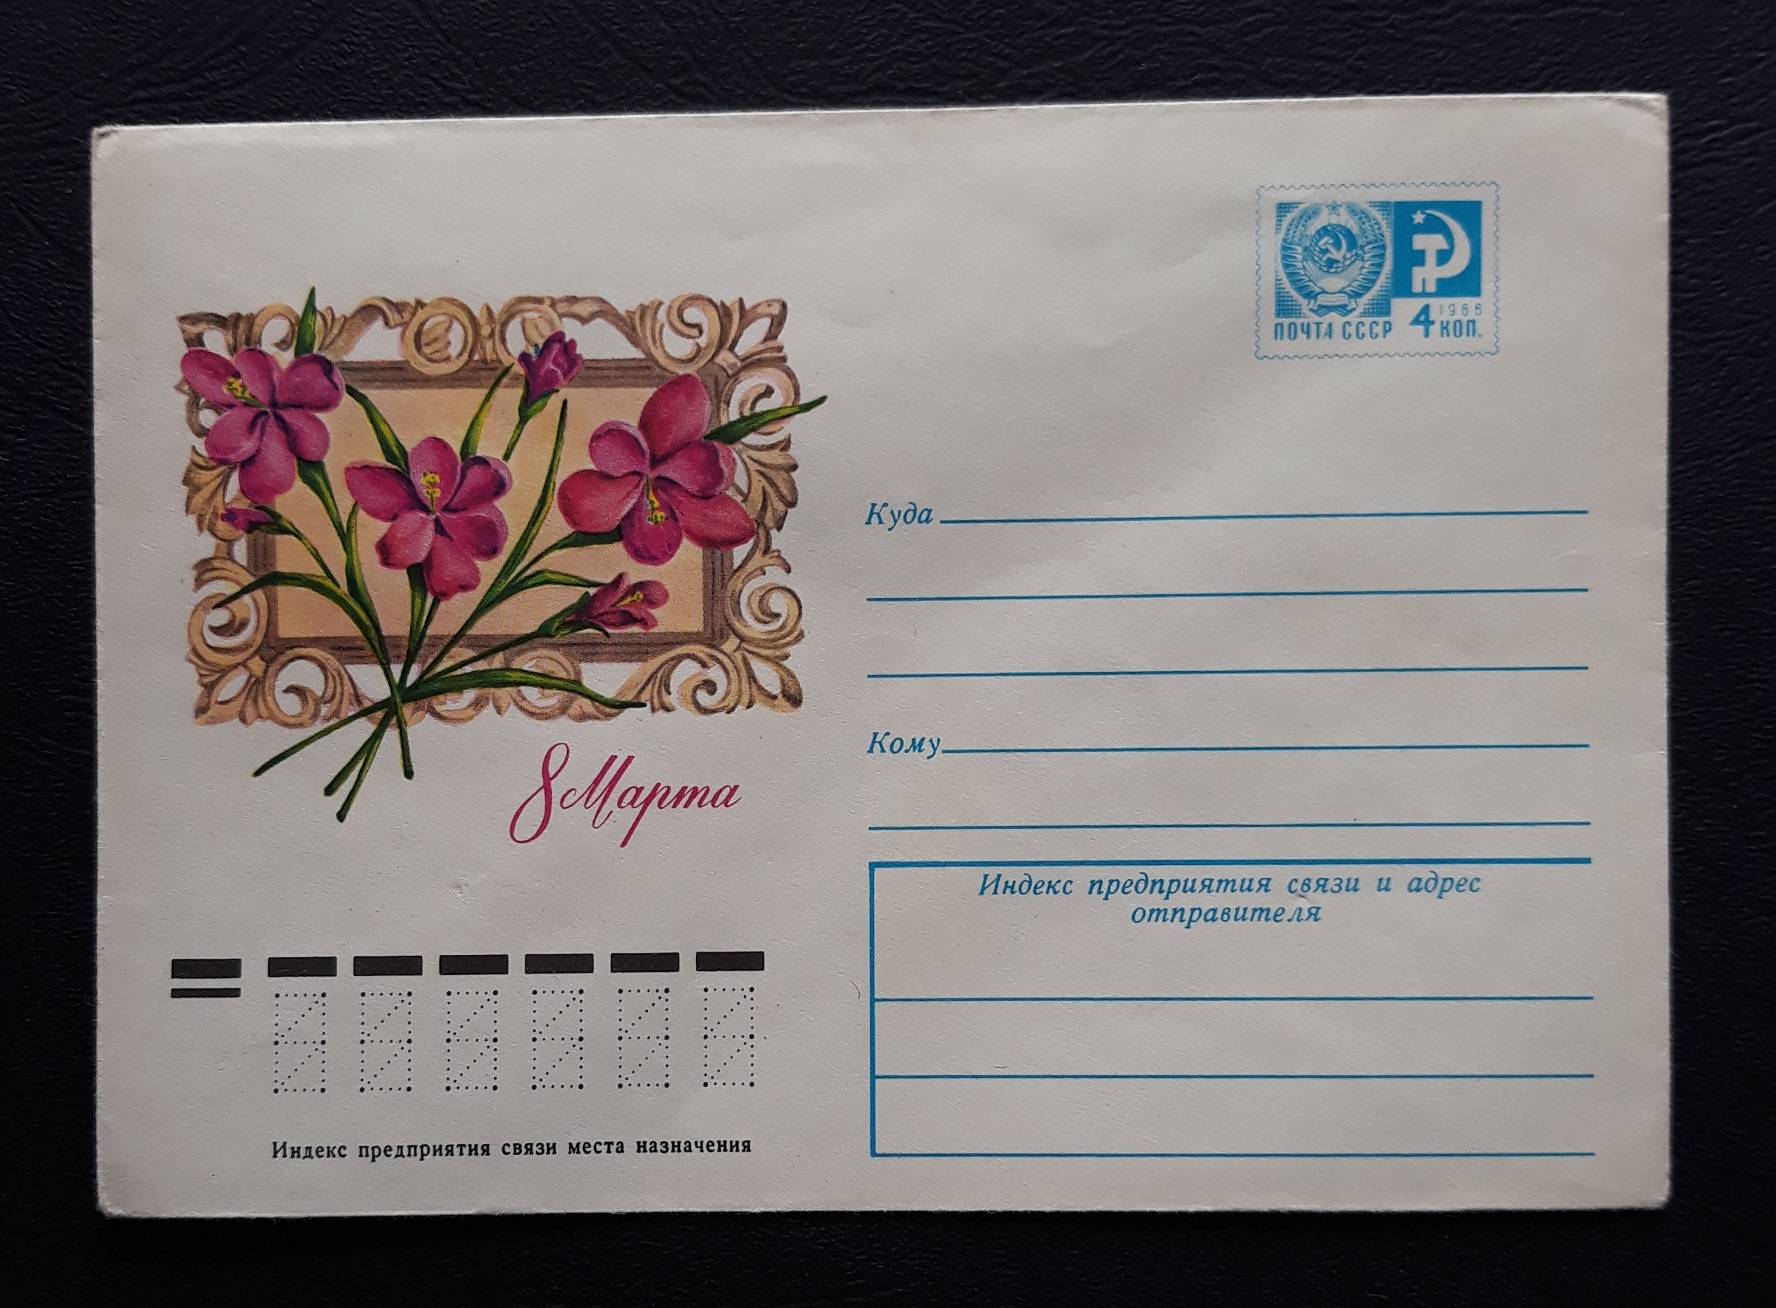 1966
ПОЧТА СССР 4 КОП.
8 Марта
Куда
Кому
Индекс предприятия связи и адрес
отправителя
Индекс предприятия связи места назначения